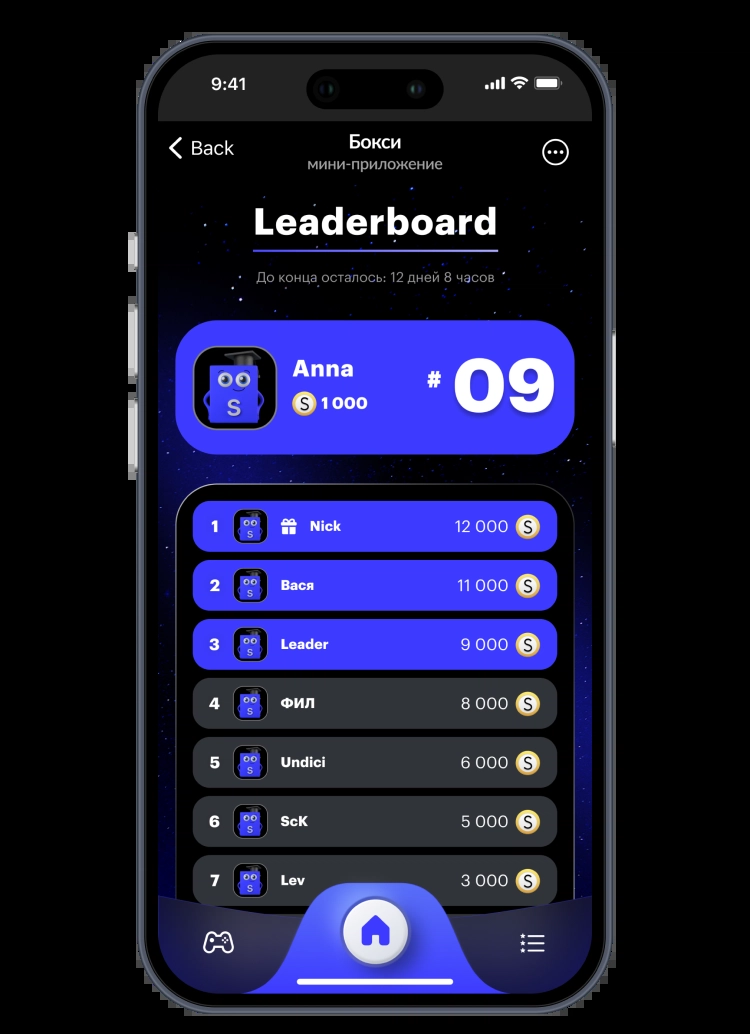 9:41
Back
Бокси
мини-приложение
Leaderboard
До конца осталось: 12 дней 8 часов
S
Anna
S 1 000
# 09
1 S Nick 12 000 S
2 S Вася 11 000 S
3 S Leader 9 000 S
4 S ФИЛ 8 000 S
5 S Undici 6 000 S
6 S ScK 5 000 S
7 S Lev 3 000 S